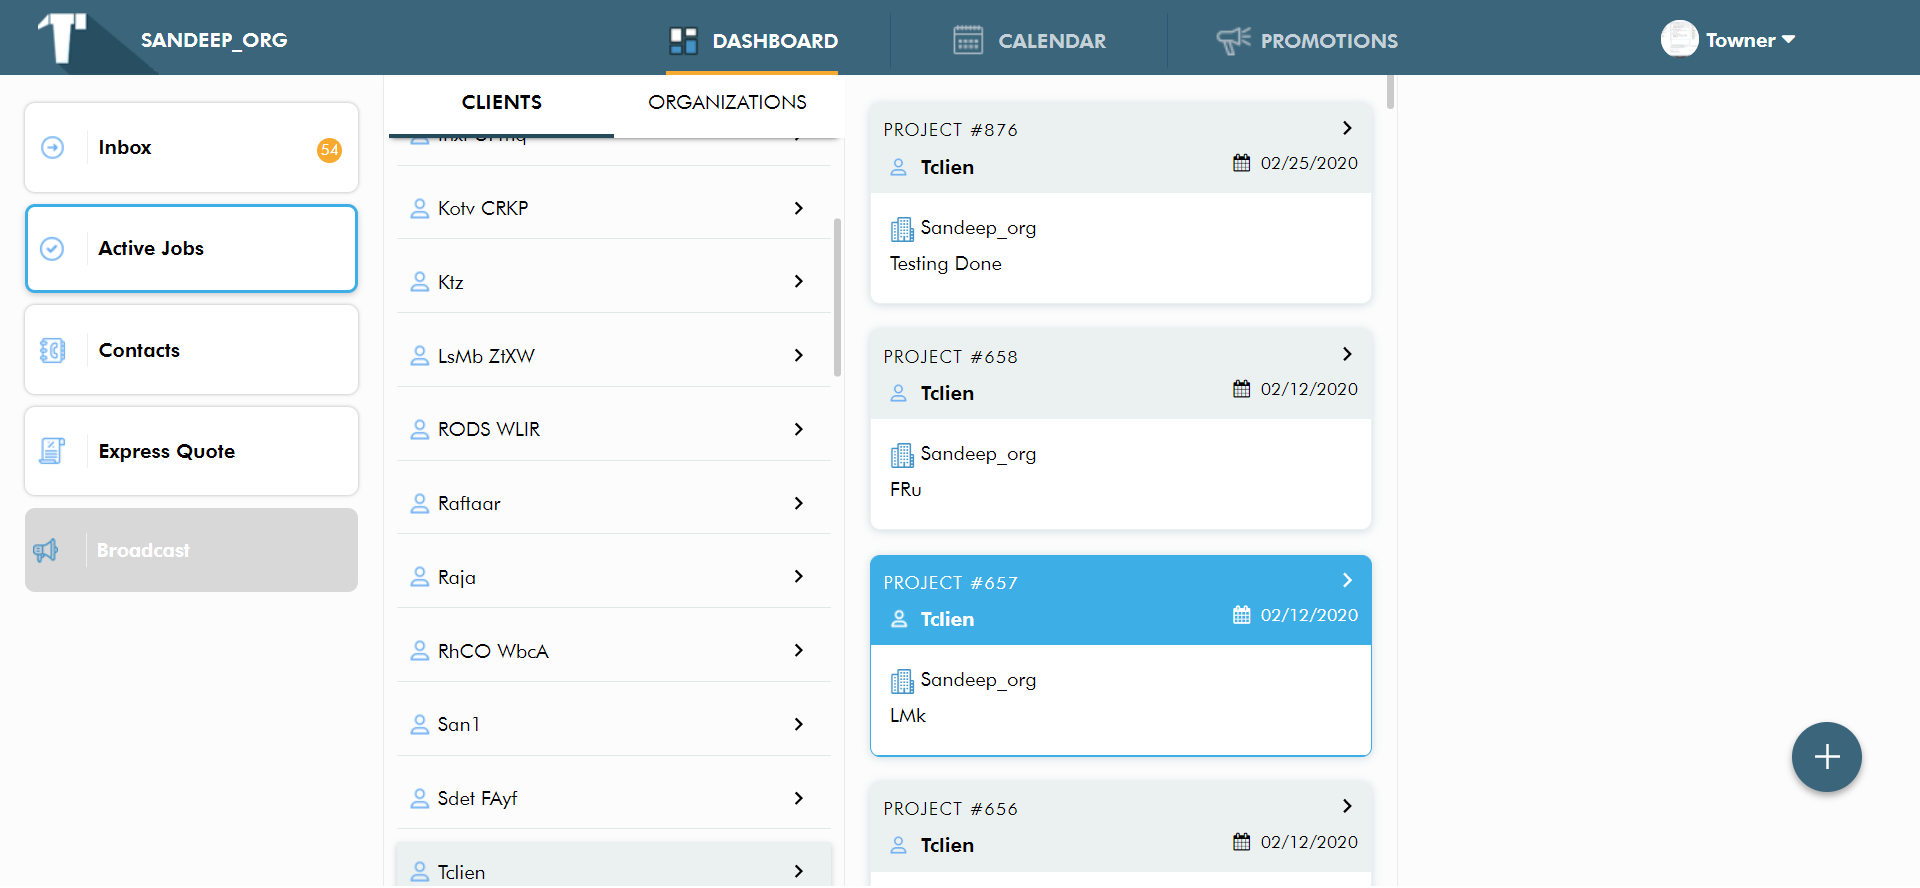 SANDEEP_ORG
DASHBOARD
CALENDAR
PROMOTIONS
Towner
Inbox
54
Active Jobs
Contacts
Express Quote
Broadcast
CLIENTS
ORGANIZATIONS
Kotv CRKP
Ktz
LsMb ZtXW
RODS WLIR
Raftaar
Raja
RhCO WbcA
San1
Sdet FAyf
Tclien
PROJECT #876
Tclien
02/25/2020
Sandeep_org
Testing Done
PROJECT #658
Tclien
02/12/2020
Sandeep_org
FRu
PROJECT #657
Tclien
02/12/2020
Sandeep_org
LMk
PROJECT #656
Tclien
02/12/2020